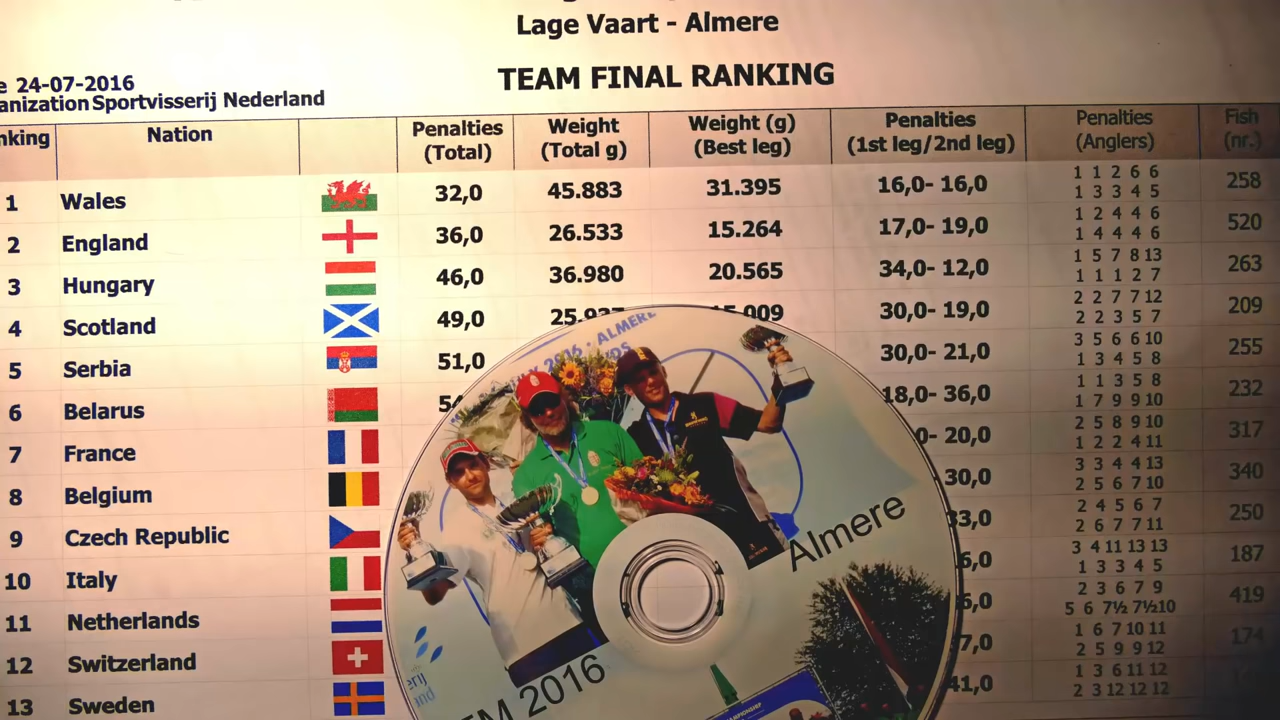 Lage Vaart - Almere
24-07-2016
TEAM FINAL RANKING
Sportvisserij Nederland
Nation Penalties (Total) Weight (Total g) Weight (g) (Best leg) Penalties (1st leg/2nd leg) Penalties (Anglers) Fish (nr.)
1 Wales 32,0 45.883 31.395 16,0- 16,0 1 1 2 6 6 258
1 3 3 4 5
2 England 36,0 26.533 15.264 17,0- 19,0 1 2 4 4 6 520
1 4 4 4 6
3 Hungary 46,0 36.980 20.565 34,0- 12,0 1 5 7 8 13 263
1 1 1 2 7
4 Scotland 49,0 30,0- 19,0 2 2 7 7 12 209
2 2 3 5 7
5 Serbia 51,0 30,0- 21,0 3 5 6 6 10 255
1 3 4 5 8
6 Belarus 18,0- 36,0 1 1 3 5 8 232
1 7 9 9 10
7 France 20,0 2 5 8 9 10 317
1 2 2 4 11
8 Belgium 30,0 3 3 4 4 13 340
2 5 6 7 10
9 Czech Republic 33,0 2 4 5 6 7 250
2 6 7 7 11
10 Italy 3 4 11 13 13 187
1 3 3 4 5
11 Netherlands 2 3 6 7 9 419
5 6 7½ 7½ 10
12 Switzerland 1 6 7 10 11 174
2 5 9 9 12
13 Sweden 41,0 1 3 6 11 12
2 3 12 12 12
2016 - ALMERE
Almere
2016